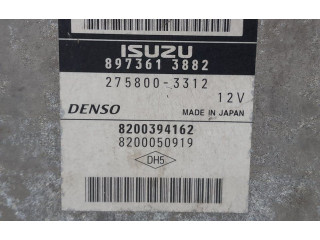 ISUZU
897361 3882
275800-3312
12V
DENSO MADE IN JAPAN
8200394162
8200050919
DH5